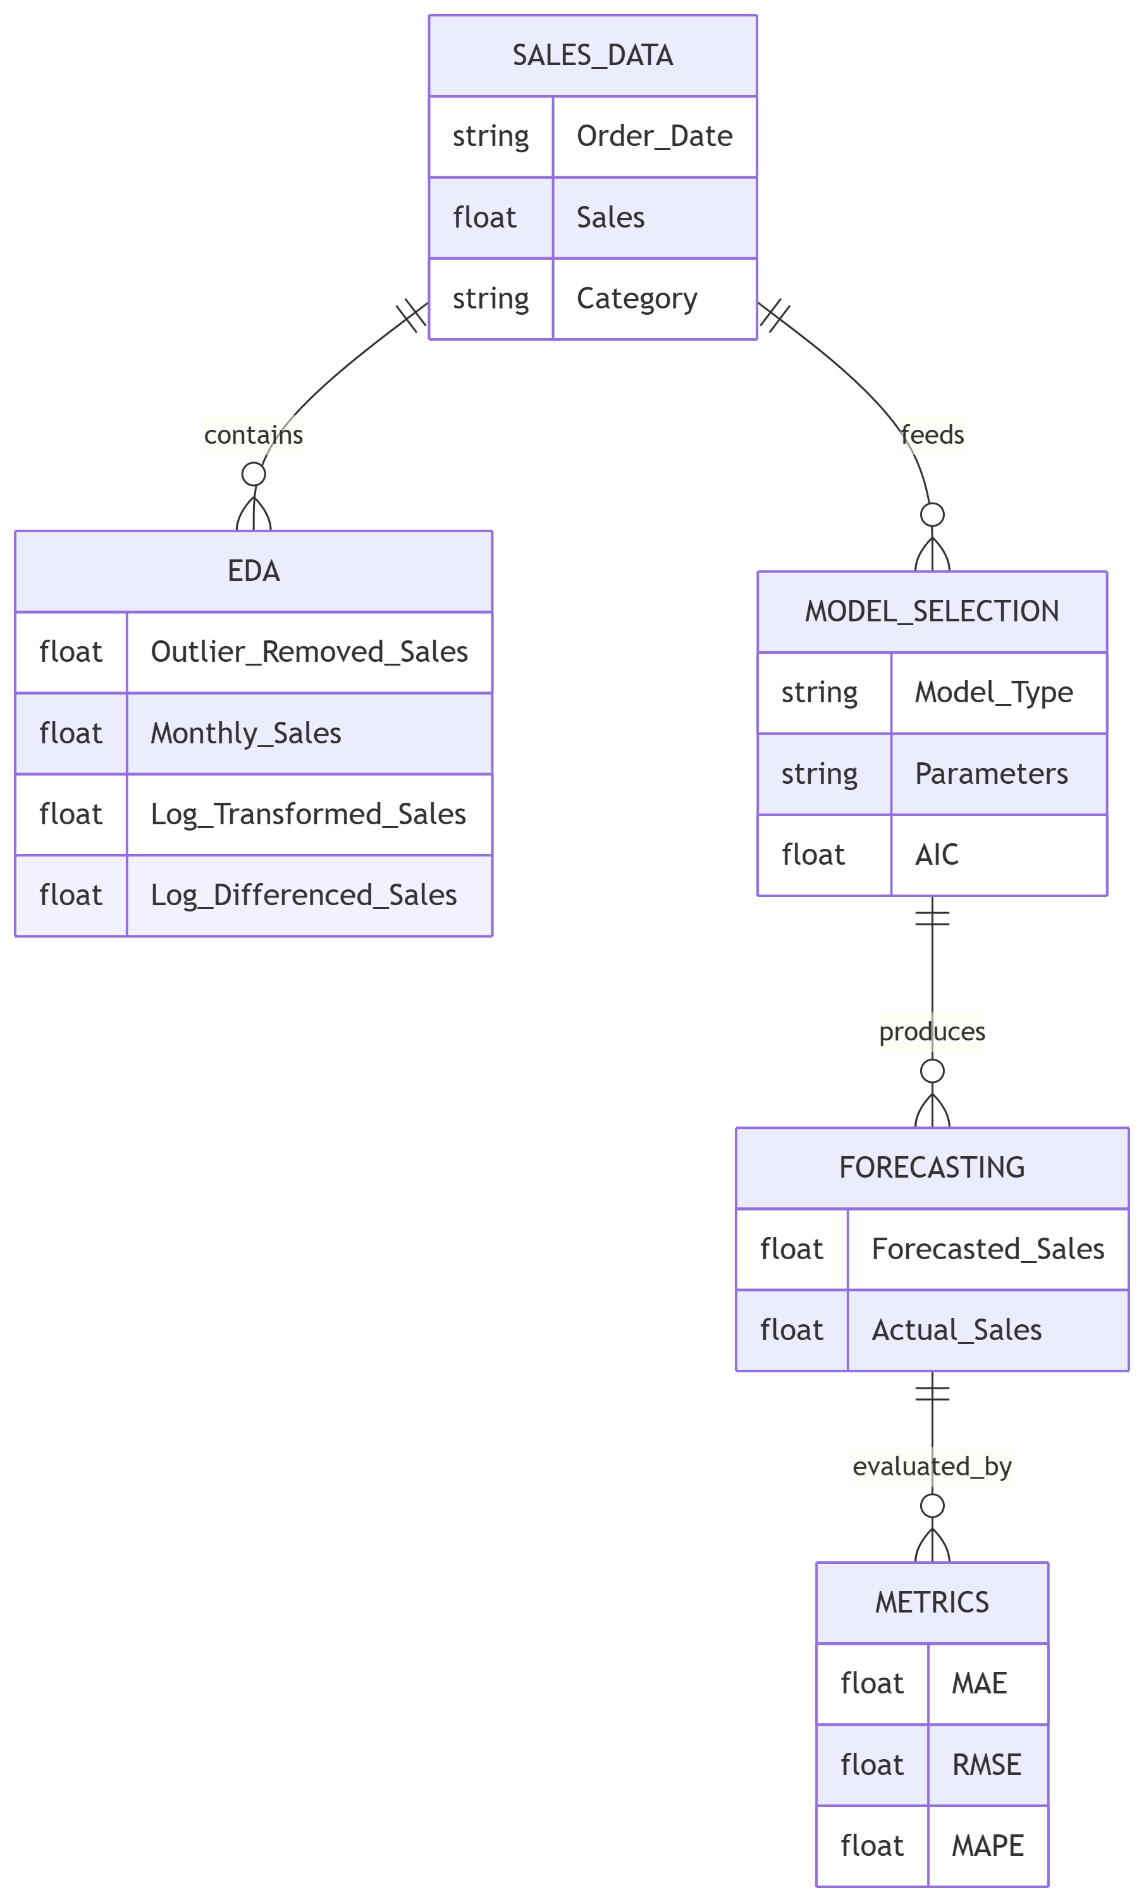 SALES_DATA
string Order_Date
float Sales
string Category
contains
feeds
EDA
float Outlier_Removed_Sales
float Monthly_Sales
float Log_Transformed_Sales
float Log_Differenced_Sales
MODEL_SELECTION
string Model_Type
string Parameters
float AIC
produces
FORECASTING
float Forecasted_Sales
float Actual_Sales
evaluated_by
METRICS
float MAE
float RMSE
float MAPE